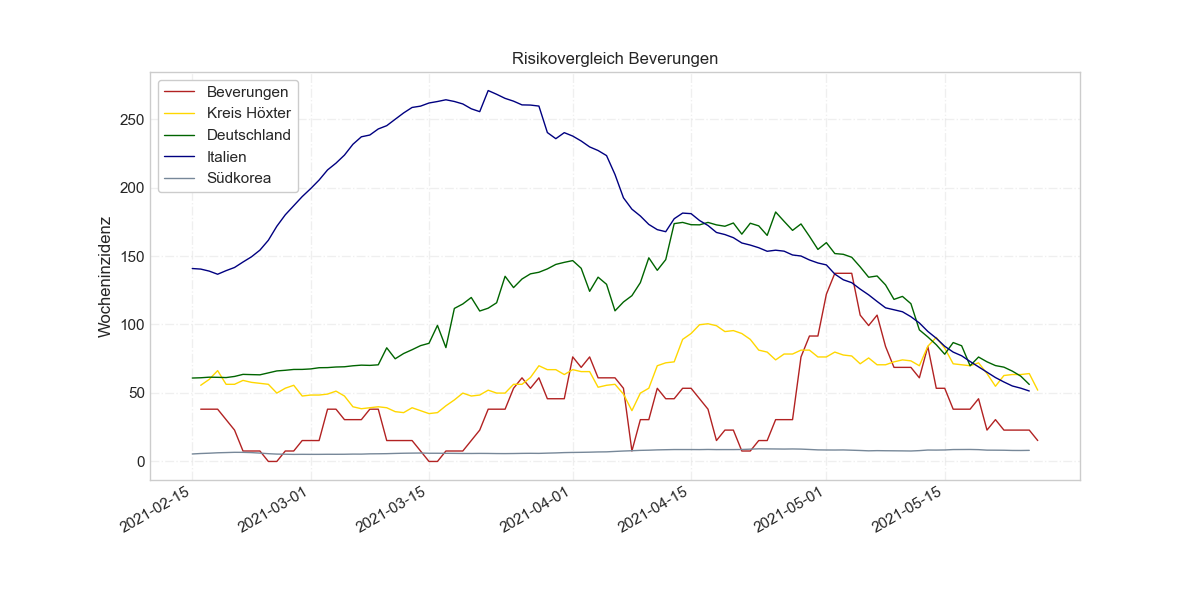 Risikovergleich Beverungen
Beverungen
Kreis Höxter
Deutschland
Italien
Südkorea
Wocheninzidenz
250
200
150
100
50
0
2021-02-15
2021-03-01
2021-03-15
2021-04-01
2021-04-15
2021-05-01
2021-05-15